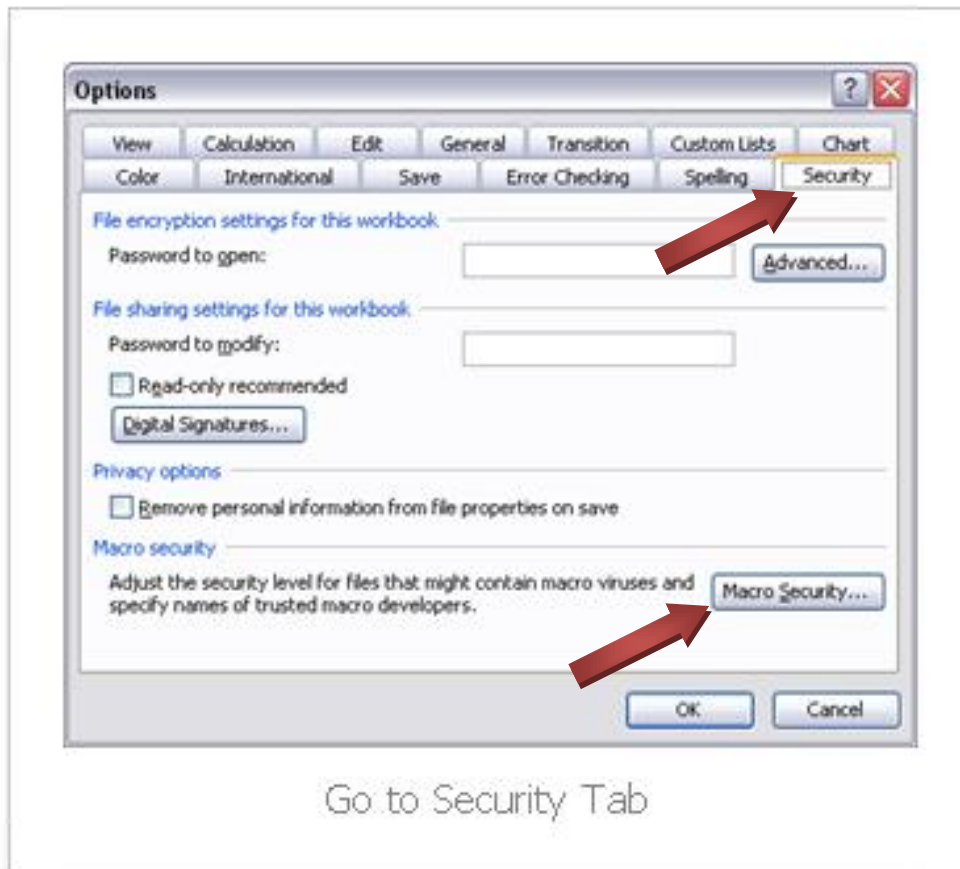 Options
?
View Calculation Edit General Transition Custom Lists Chart
Color International Save Error Checking Spelling Security
File encryption settings for this workbook
Password to open:
Advanced...
File sharing settings for this workbook
Password to modify:
Read-only recommended
Digital Signatures...
Privacy options
Remove personal information from file properties on save
Macro security
Adjust the security level for files that might contain macro viruses and
specify names of trusted macro developers.
Macro Security...
OK Cancel
Go to Security Tab